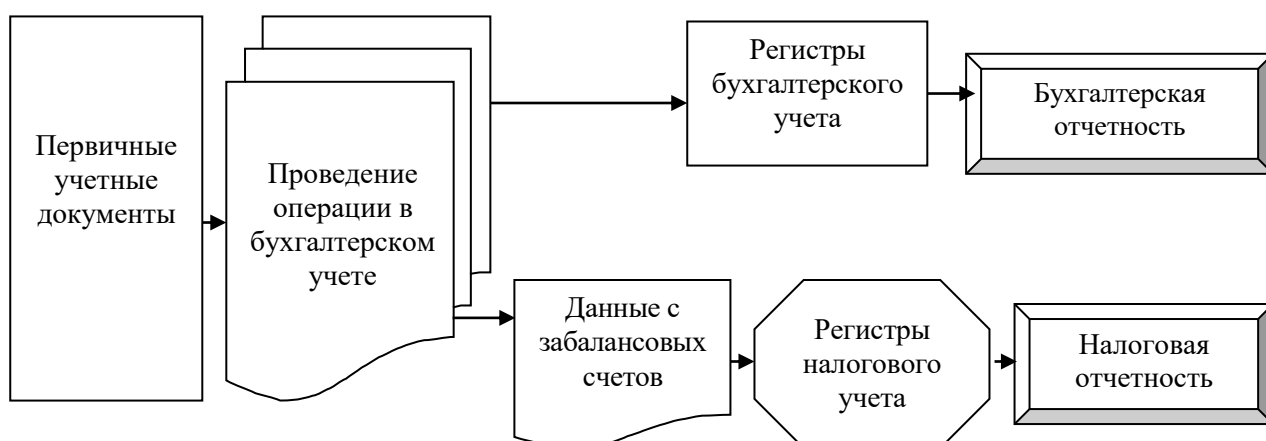 Первичные
учетные
документы
Проведение
операции в
бухгалтерском
учете
Регистры
бухгалтерского
учета
Бухгалтерская
отчетность
Данные с
забалансовых
счетов
Регистры
налогового
учета
Налоговая
отчетность